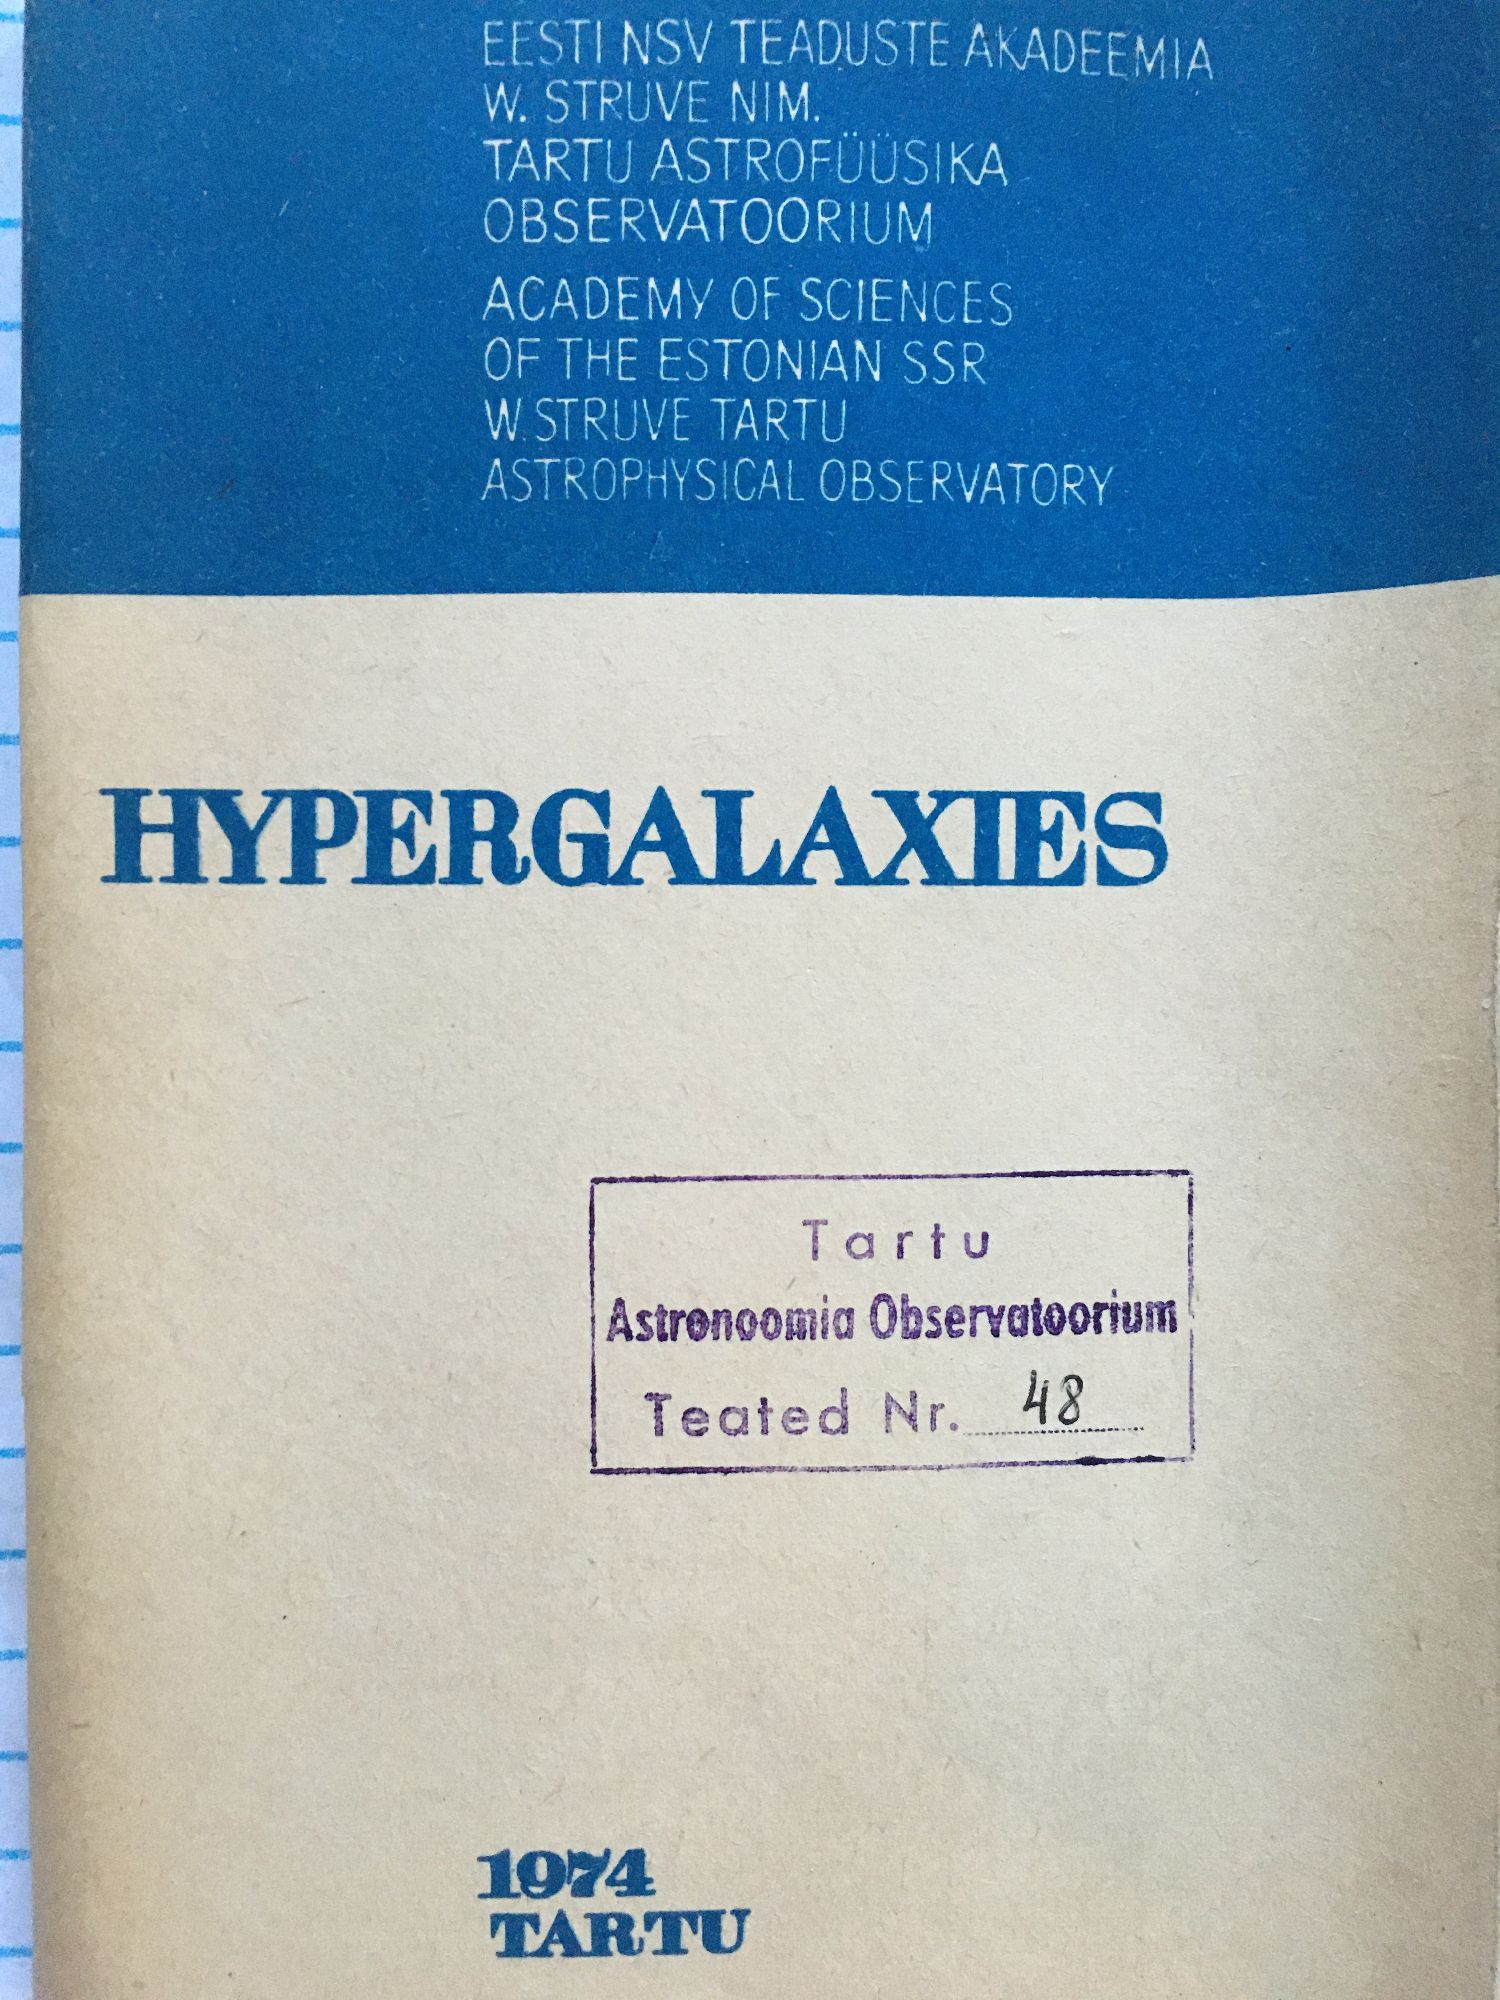 EESTI NSV TEADUSTE AKADEEMIA
W. STRUVE NIM.
TARTU ASTROFÜÜSIKA
OBSERVATOORIUM
ACADEMY OF SCIENCES
OF THE ESTONIAN SSR
W. STRUVE TARTU
ASTROPHYSICAL OBSERVATORY
HYPERGALAXIES
Tartu
Astronoomia Observatoorium
Teated Nr. 48
1974
TARTU